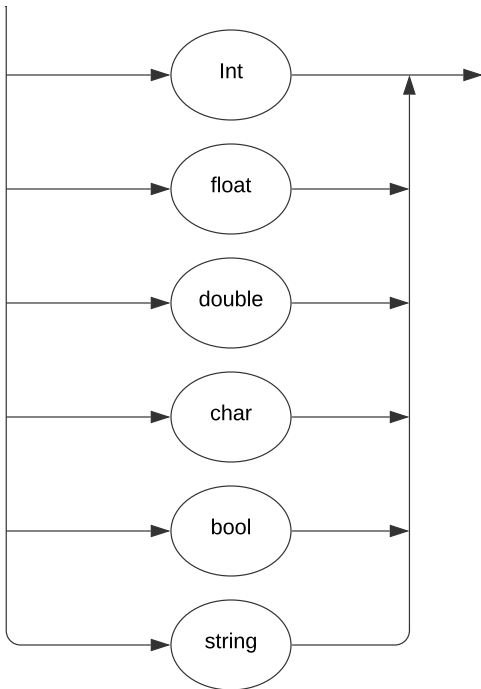 Int
float
double
char
bool
string